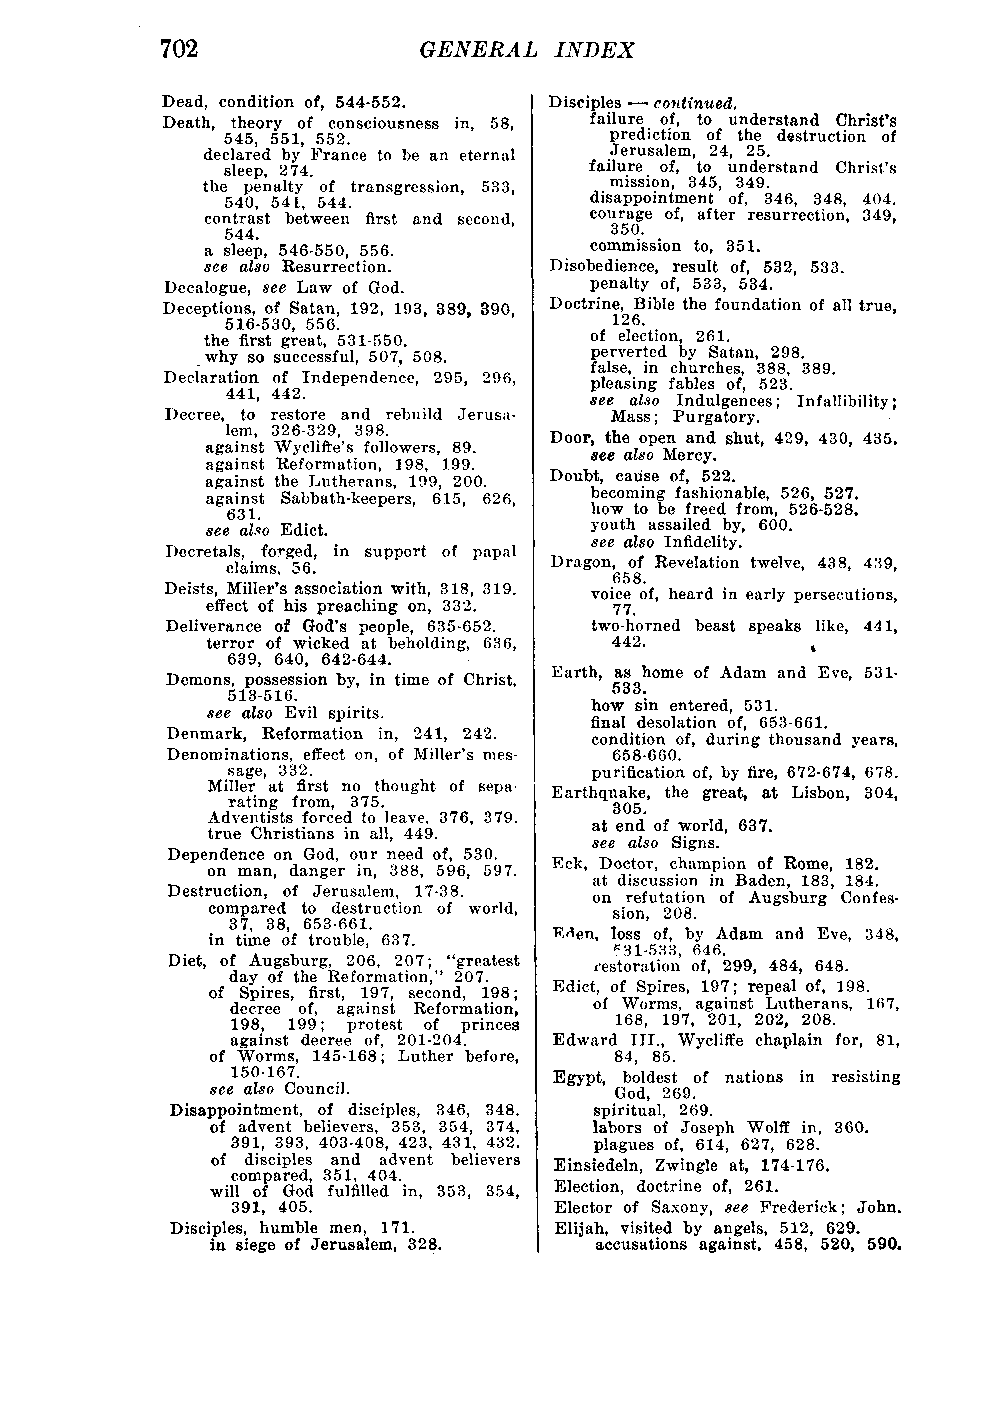 702 GENERAL INDEX
Dead, condition of, 544-552.
Death, theory of consciousness in, 58,
545, 551, 552.
declared by France to be an eternal
sleep, 274.
the penalty of transgression, 533,
540, 541, 544.
contrast between first and second,
544.
a sleep, 546-550, 556.
see also Resurrection.
Decalogue, see Law of God.
Deceptions, of Satan, 192, 193, 389, 390,
516-530, 556.
the first great, 531-550.
why so successful, 507, 508.
Declaration of Independence, 295, 296,
441, 442.
Decree, to restore and rebuild Jerusa-
lem, 326-329, 398.
against Wycliffe's followers, 89.
against Reformation, 198, 199.
against the Lutherans, 199, 200.
against Sabbath-keepers, 615, 626,
631.
see also Edict.
Decretals, forged, in support of papal
claims, 56.
Deists, Miller's association with, 318, 319.
effect of his preaching on, 332.
Deliverance of God's people, 635-652.
terror of wicked at beholding, 636,
639, 640, 642-644.
Demons, possession by, in time of Christ,
513-516.
see also Evil spirits.
Denmark, Reformation in, 241, 242.
Denominations, effect on, of Miller's mes-
sage, 332.
Miller at first no thought of sepa-
rating from, 375.
Adventists forced to leave, 376, 379.
true Christians in all, 449.
Dependence on God, our need of, 530.
on man, danger in, 388, 596, 597.
Destruction, of Jerusalem, 17-38.
compared to destruction of world,
37, 38, 653-661.
in time of trouble, 637.
Diet, of Augsburg, 206, 207; "greatest
day of the Reformation," 207.
of Spires, first, 197, second, 198;
decree of, against Reformation,
198, 199; protest of princes
against decree of, 201-204.
of Worms, 145-168; Luther before,
150-167.
see also Council.
Disappointment, of disciples, 346, 348.
of advent believers, 353, 354, 374,
391, 393, 403-408, 423, 431, 432.
of disciples and advent believers
compared, 351, 404.
will of God fulfilled in, 353, 354,
391, 405.
Disciples, humble men, 171.
in siege of Jerusalem, 328.
Disciples — continued.
failure of, to understand Christ's
prediction of the destruction of
Jerusalem, 24, 25.
failure of, to understand Christ's
mission, 345, 349.
disappointment of, 346, 348, 404.
courage of, after resurrection, 349,
350.
commission to, 351.
Disobedience, result of, 532, 533.
penalty of, 533, 534.
Doctrine, Bible the foundation of all true,
126.
of election, 261.
perverted by Satan, 298.
false, in churches, 388, 389.
pleasing fables of, 523.
see also Indulgences; Infallibility;
Mass; Purgatory.
Door, the open and shut, 429, 430, 435.
see also Mercy.
Doubt, cause of, 522.
becoming fashionable, 526, 527.
how to be freed from, 526-528.
youth assailed by, 600.
see also Infidelity.
Dragon, of Revelation twelve, 438, 439,
658.
voice of, heard in early persecutions,
77.
two-horned beast speaks like, 441,
442.
Earth, as home of Adam and Eve, 531-
533.
how sin entered, 531.
final desolation of, 653-661.
condition of, during thousand years,
658-660.
purification of, by fire, 672-674, 678.
Earthquake, the great, at Lisbon, 304,
305.
at end of world, 637.
see also Signs.
Eck, Doctor, champion of Rome, 182.
at discussion in Baden, 183, 184.
on refutation of Augsburg Confes-
sion, 208.
Eden, loss of, by Adam and Eve, 348,
531-533, 646.
restoration of, 299, 484, 648.
Edict, of Spires, 197; repeal of, 198.
of Worms, against Lutherans, 167,
168, 197, 201, 202, 208.
Edward III., Wycliffe chaplain for, 81,
84, 85.
Egypt, boldest of nations in resisting
God, 269.
spiritual, 269.
labors of Joseph Wolff in, 360.
plagues of, 614, 627, 628.
Einsiedeln, Zwingle at, 174-176.
Election, doctrine of, 261.
Elector of Saxony, see Frederick; John.
Elijah, visited by angels, 512, 629.
accusations against, 458, 520, 590.